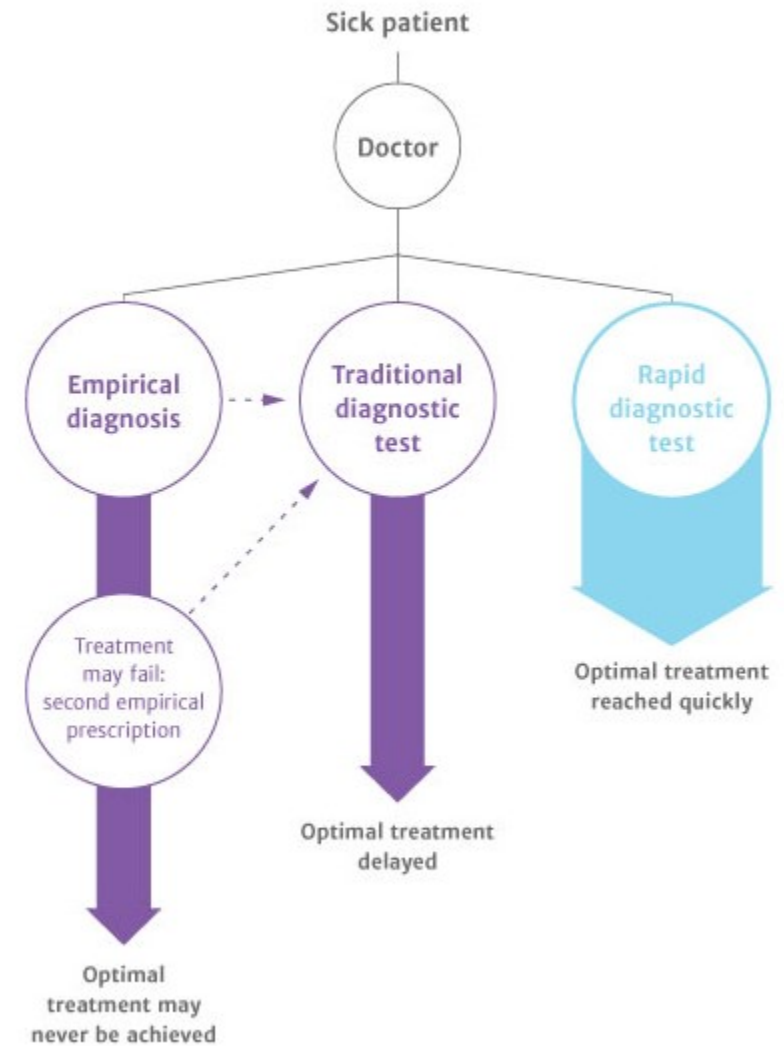 Sick patient
Doctor
Empirical
diagnosis
Traditional
diagnostic
test
Rapid
diagnostic
test
Treatment
may fail:
second empirical
prescription
Optimal treatment
reached quickly
Optimal treatment
delayed
Optimal
treatment may
never be achieved